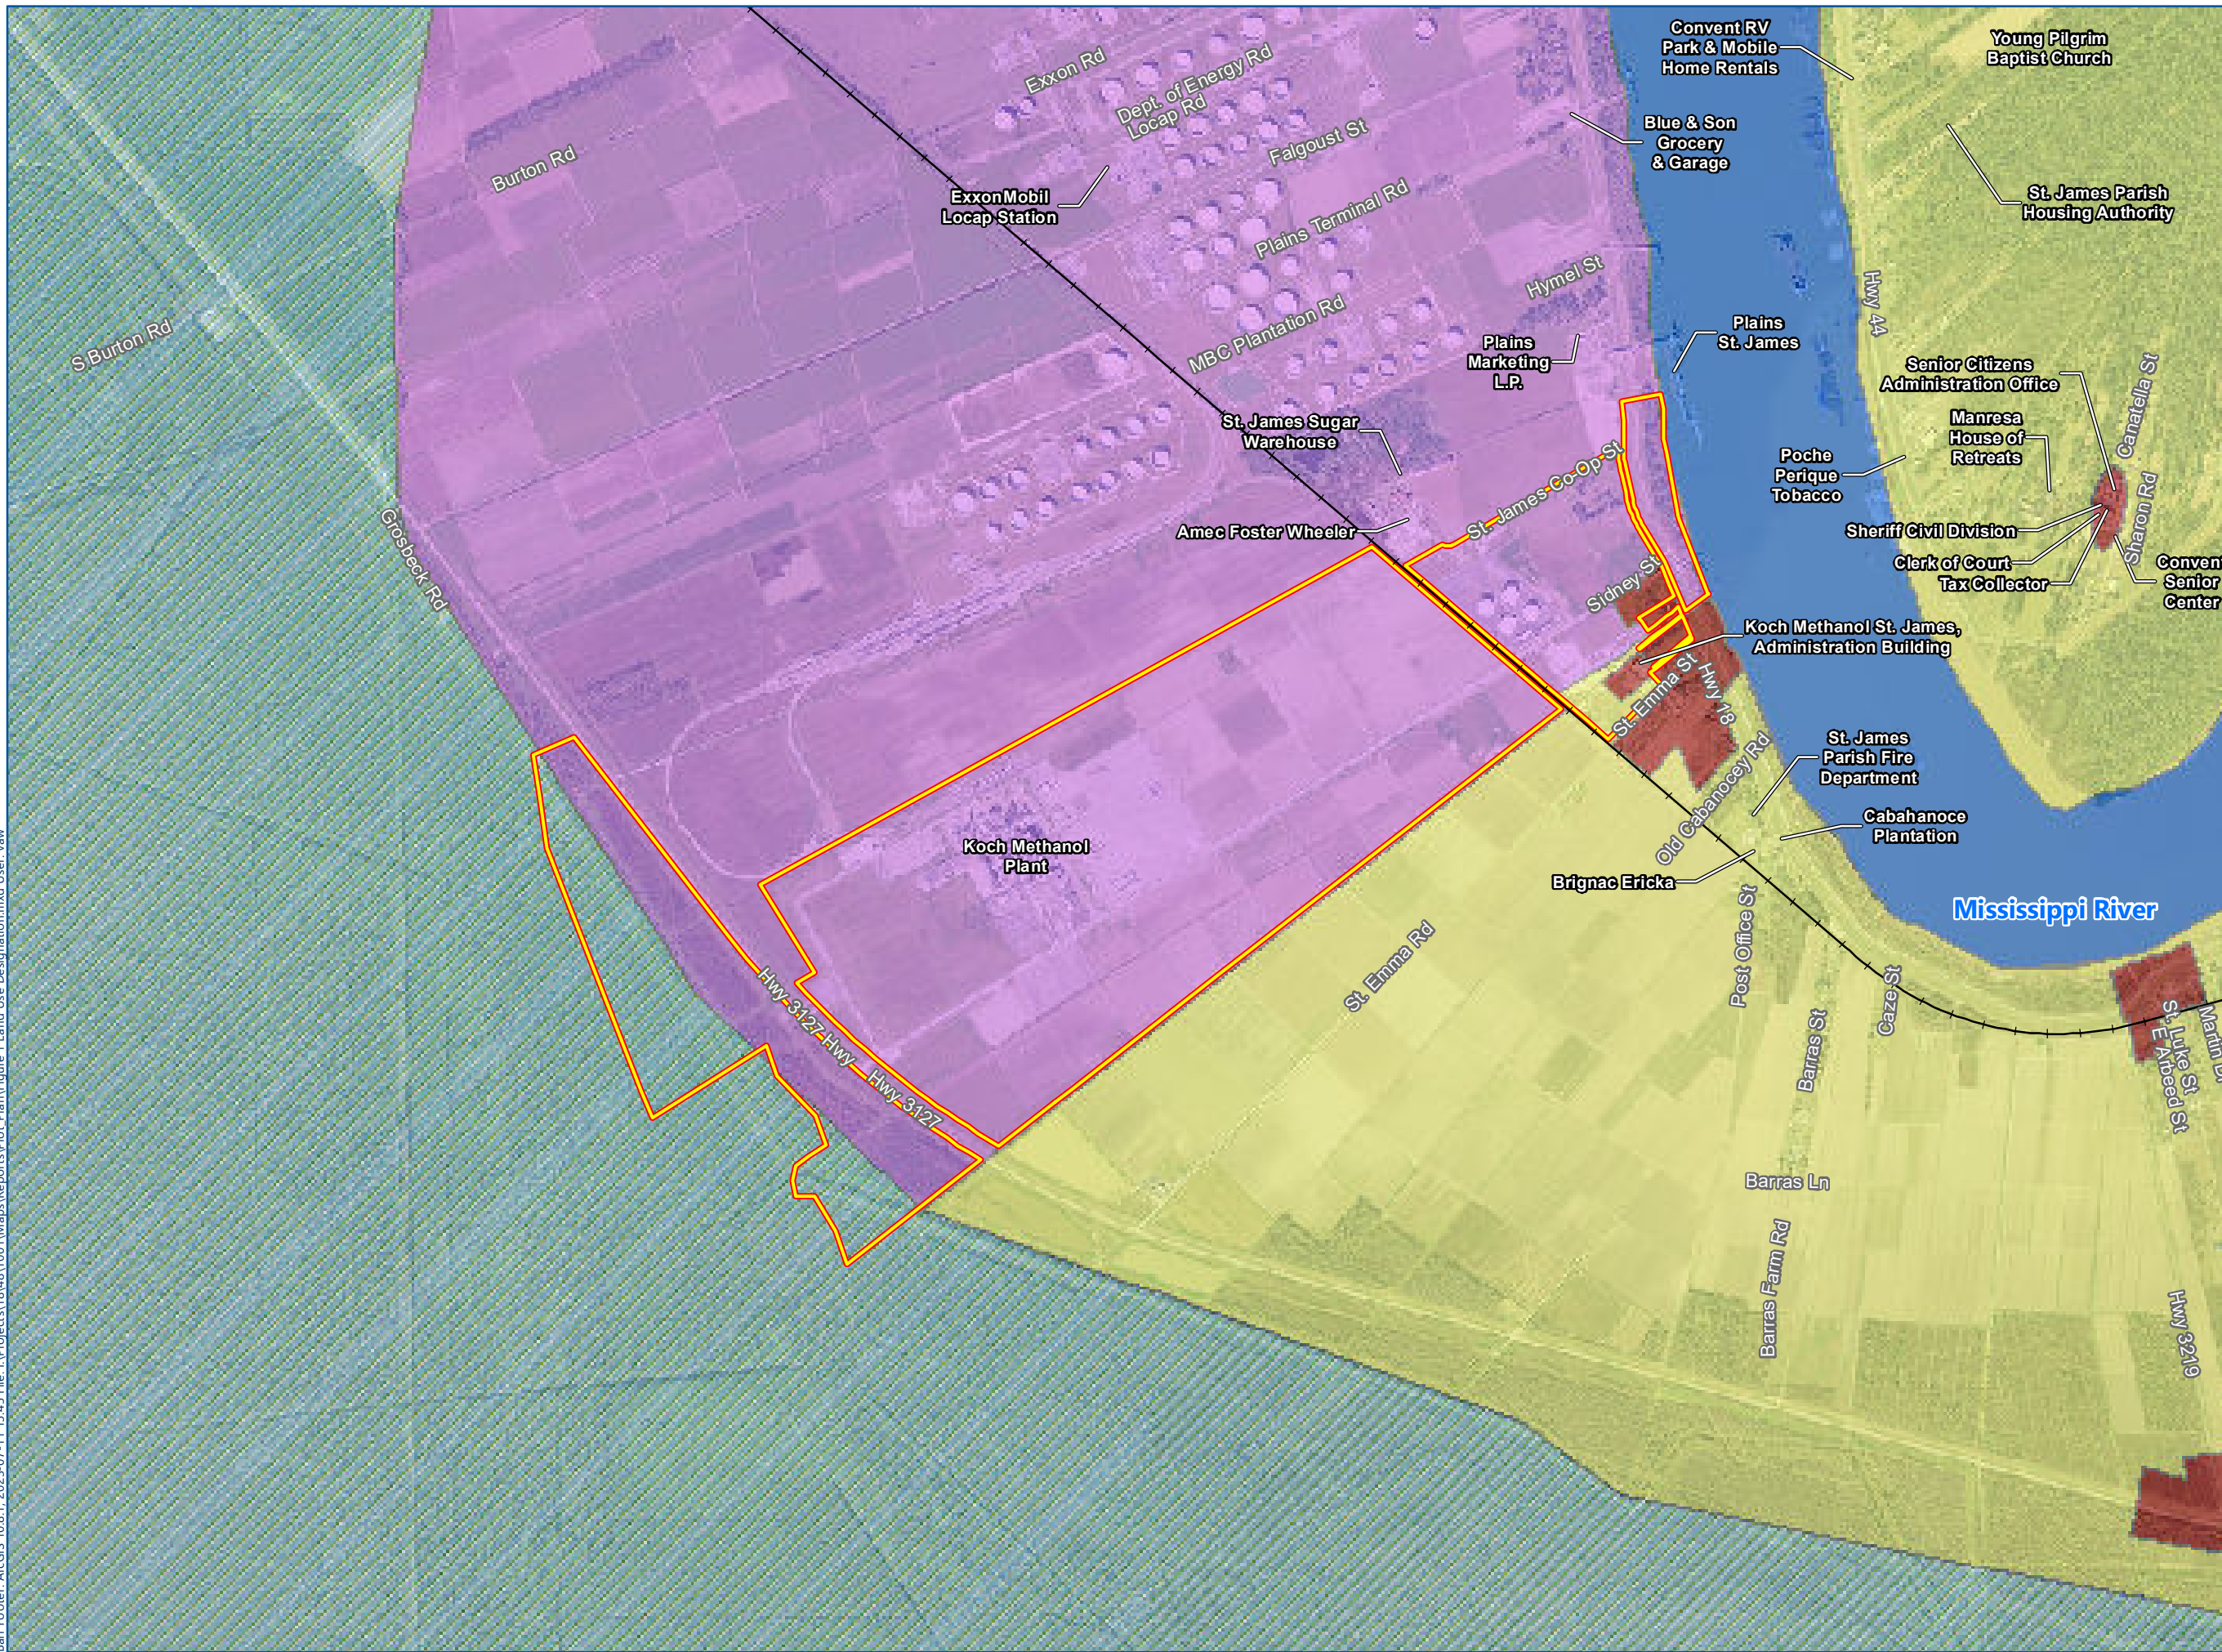 Convent RV
Park & Mobile
Home Rentals
Young Pilgrim
Baptist Church
Exxon Rd
Dept. of Energy Rd
Locap Rd
Falgoust St
Blue & Son
Grocery
& Garage
Burton Rd
ExxonMobil
Locap Station
Plains Terminal Rd
St. James Parish
Housing Authority
Hymel St
Hwy 44
S Burton Rd
MBC Plantation Rd
Plains
Marketing
L.P.
Plains
St. James
Senior Citizens
Administration Office
Canatella St
St. James Sugar
Warehouse
Manresa
House of
Retreats
Poche
Perique
Tobacco
St. James Co-Op St
Amec Foster Wheeler
Sheriff Civil Division
Sharon Rd
Clerk of Court
Tax Collector
Convent
Senior
Center
Grosbeck Rd
Sidney St
Koch Methanol St. James,
Administration Building
St. Emma St
Hwy 18
St. James
Parish Fire
Department
Old Cabanocey Rd
Cabahanoce
Plantation
Koch Methanol
Plant
Brignac Ericka
Mississippi River
St. Emma Rd
Post Office St
Caze St
Barras St
Hwy 3127 Hwy
Hwy 3127
St. Luke St
E Arbeed St
Martin D
Barras Ln
Barras Farm Rd
Hwy 3219